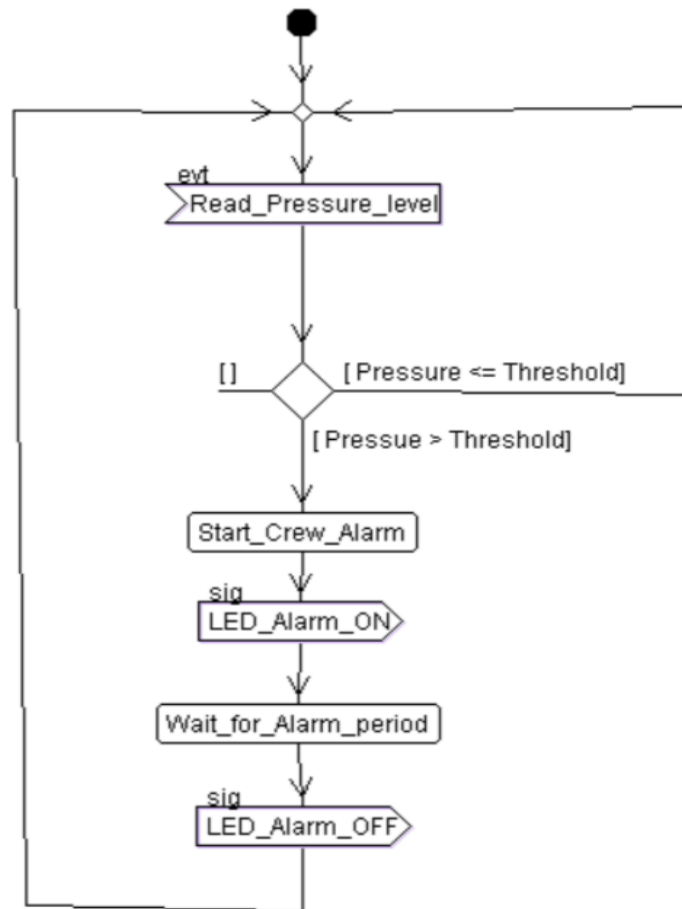 evt
Read_Pressure_level
[ ]
[ Pressure <= Threshold]
[ Pressue > Threshold]
Start_Crew_Alarm
sig
LED_Alarm_ON
Wait_for_Alarm_period
sig
LED_Alarm_OFF